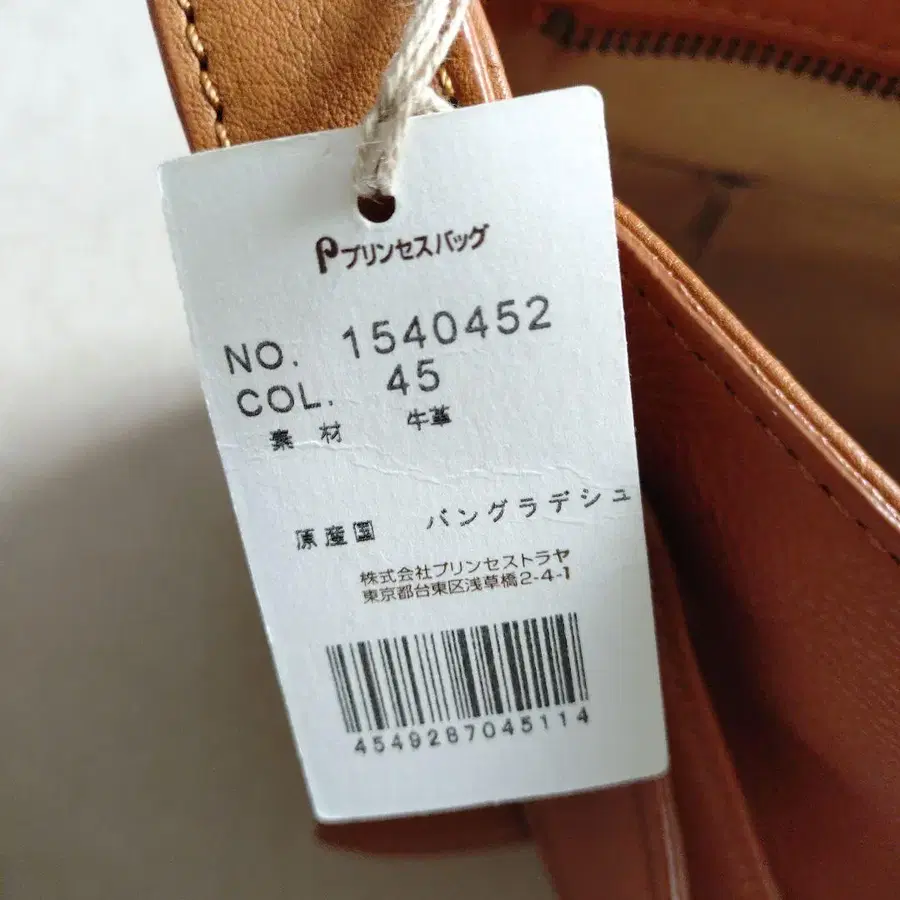 プリンセスバッグ
NO. 1540452
COL. 45
素 材 牛革
原産国 バングラデシュ
株式会社プリンセストラヤ
東京都台東区浅草橋2-4-1
4549287045114